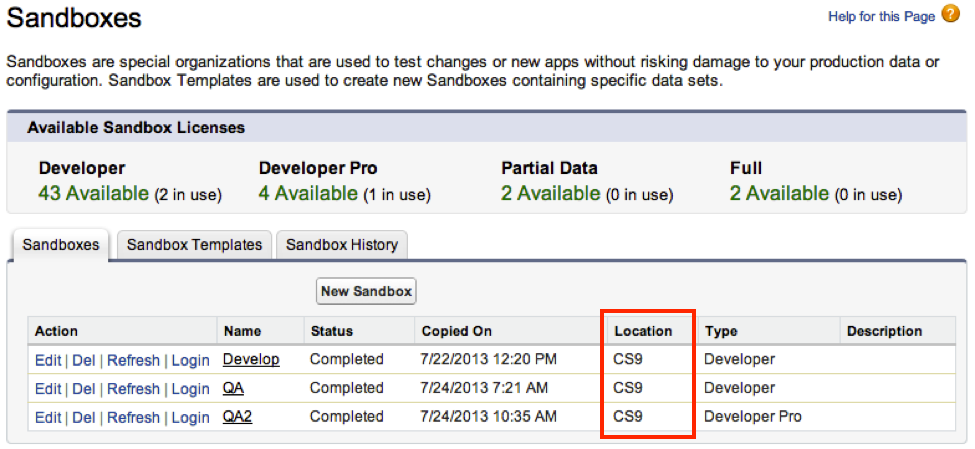 Sandboxes
Help for this Page ?
Sandboxes are special organizations that are used to test changes or new apps without risking damage to your production data or
configuration. Sandbox Templates are used to create new Sandboxes containing specific data sets.
Available Sandbox Licenses
Developer Developer Pro Partial Data Full
43 Available (2 in use) 4 Available (1 in use) 2 Available (0 in use) 2 Available (0 in use)
Sandboxes Sandbox Templates Sandbox History
New Sandbox
Action Name Status Copied On Location Type Description
Edit | Del | Refresh | Login Develop Completed 7/22/2013 12:20 PM CS9 Developer
Edit | Del | Refresh | Login QA Completed 7/24/2013 7:21 AM CS9 Developer
Edit | Del | Refresh | Login QA2 Completed 7/24/2013 10:35 AM CS9 Developer Pro